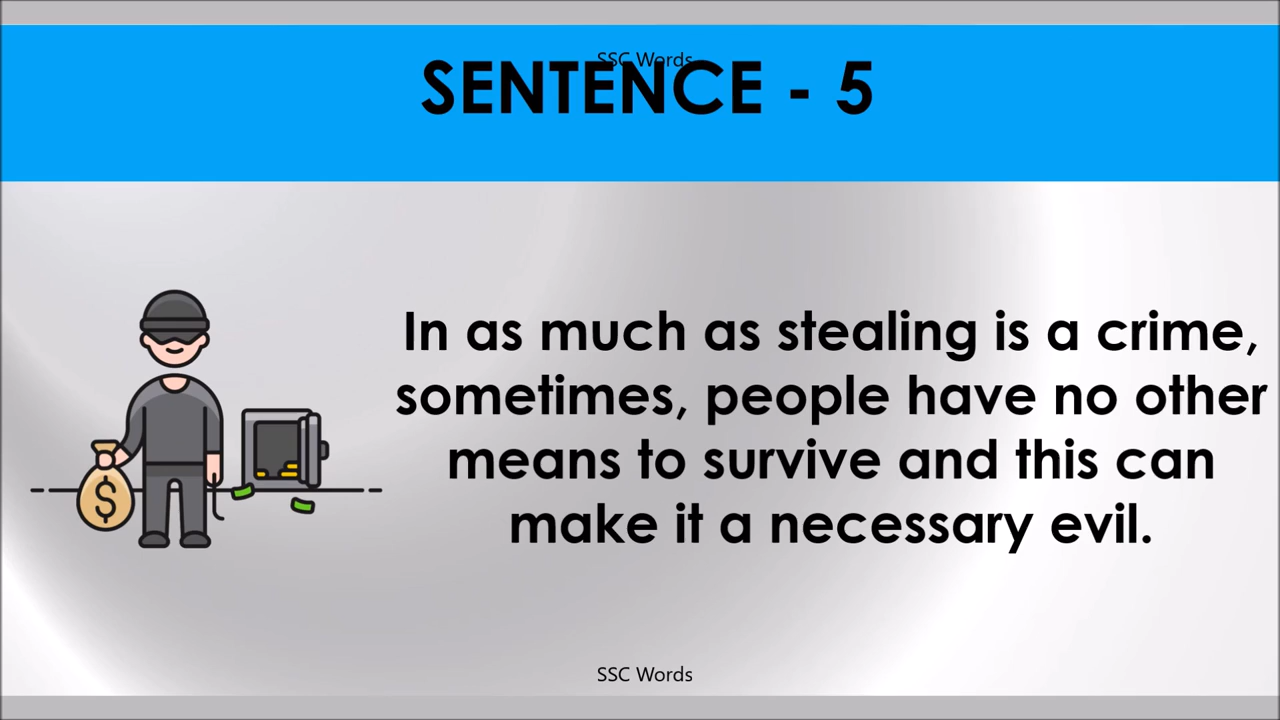 SSC Words
SENTENCE - 5
In as much as stealing is a crime,
sometimes, people have no other
means to survive and this can
make it a necessary evil.
$
SSC Words